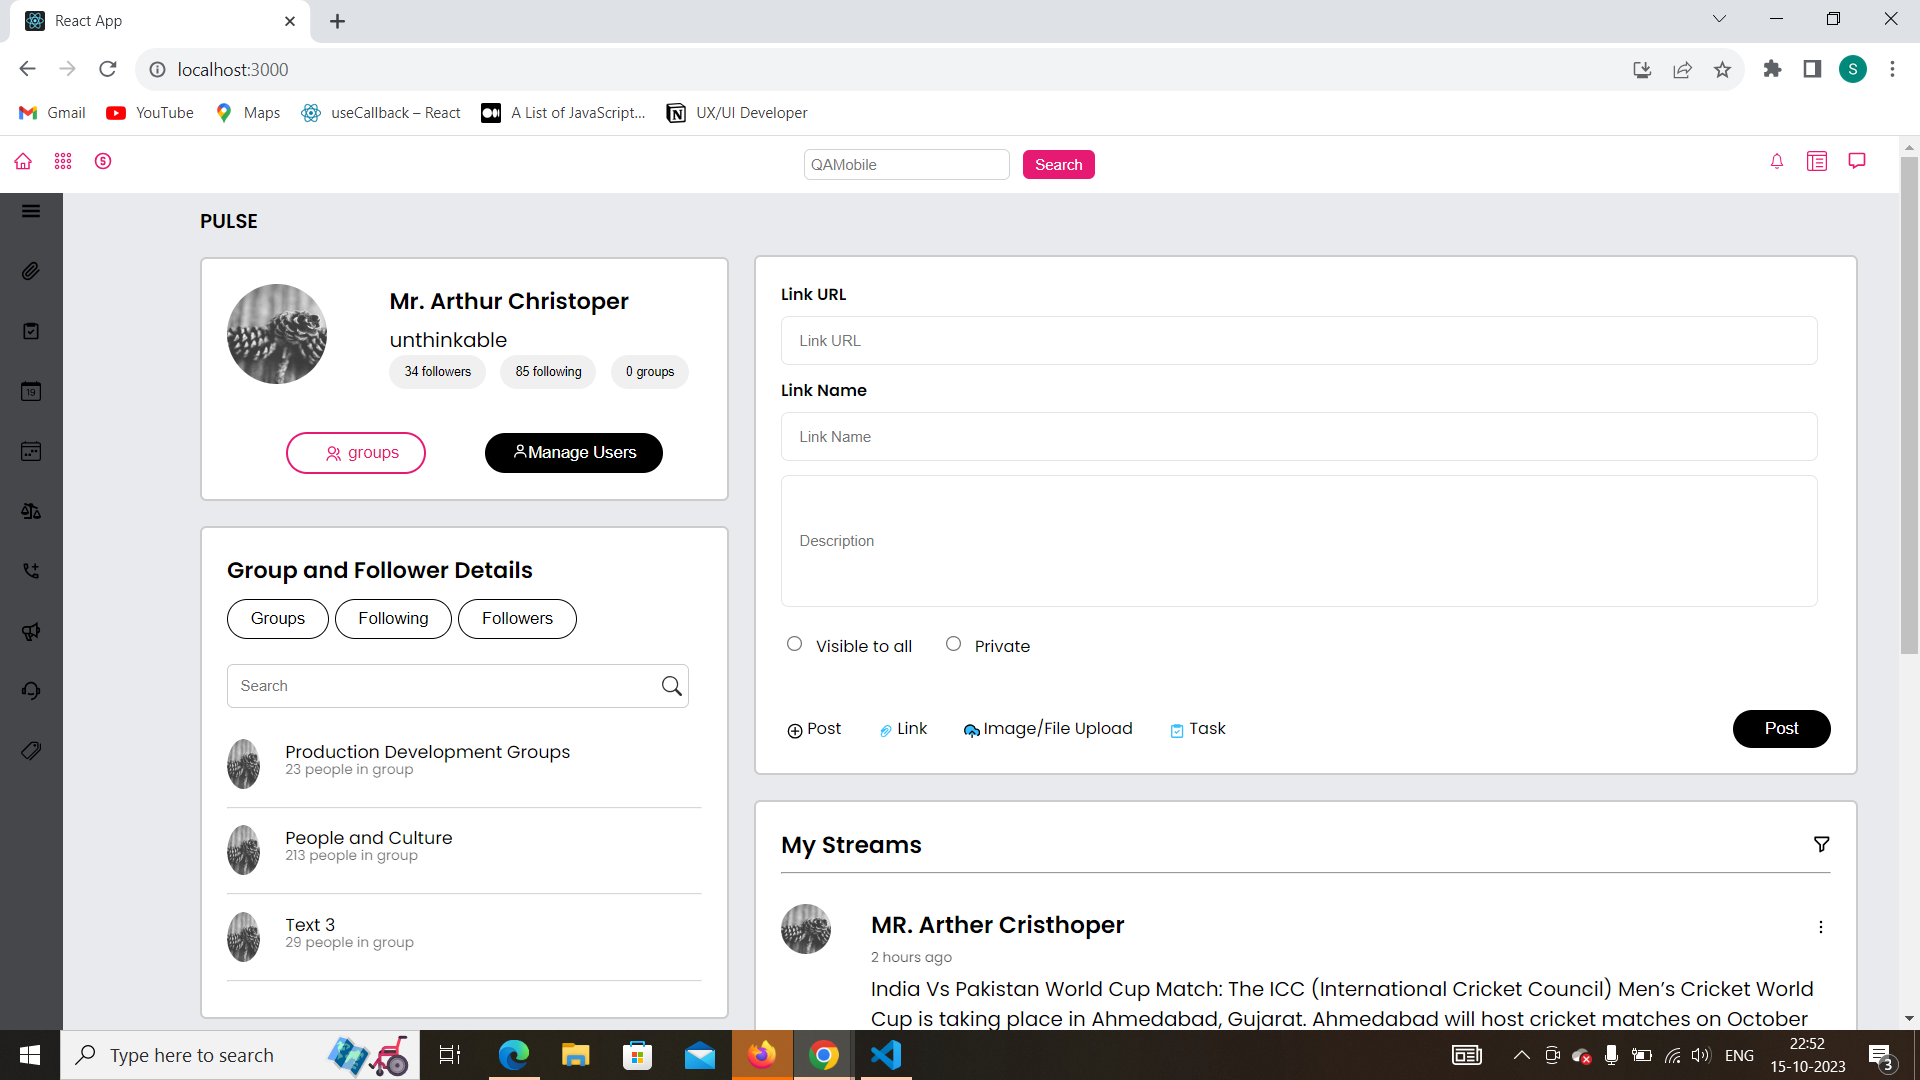 React App
localhost:3000
Gmail
YouTube
Maps
useCallback – React
A List of JavaScript...
UX/UI Developer
QAMobile
Search
PULSE
Mr. Arthur Christoper
unthinkable
34 followers
85 following
0 groups
groups
Manage Users
Group and Follower Details
Groups
Following
Followers
Search
Production Development Groups
23 people in group
People and Culture
213 people in group
Text 3
29 people in group
Link URL
Link URL
Link Name
Link Name
Description
Visible to all
Private
Post
Link
Image/File Upload
Task
Post
My Streams
MR. Arther Cristhoper
2 hours ago
India Vs Pakistan World Cup Match: The ICC (International Cricket Council) Men’s Cricket World
Cup is taking place in Ahmedabad, Gujarat. Ahmedabad will host cricket matches on October
S
19
Type here to search
ENG
22:52
15-10-2023
3